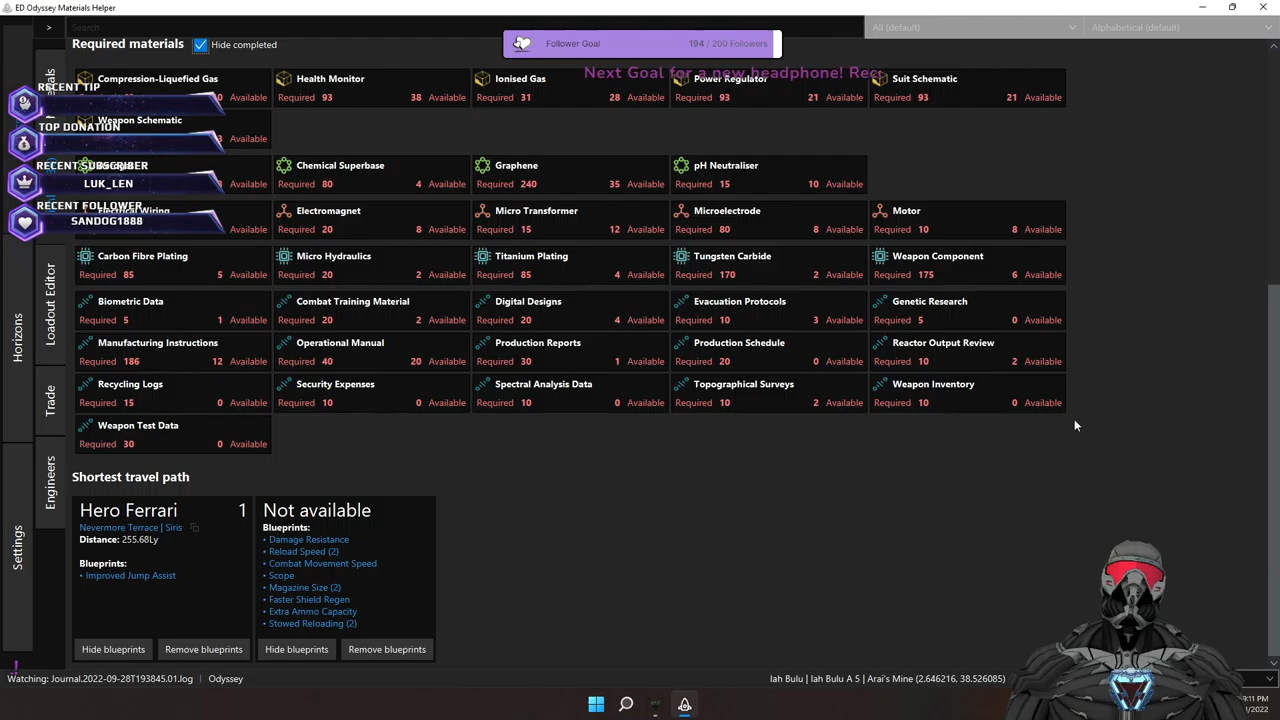 ED Odyssey Materials Helper
>
Search
All (default)
Alphabetical (default)
Required materials
Hide completed
Follower Goal
194 / 200 Followers
Next Goal for a new headphone! Rec
Compression-Liquefied Gas
Available
Health Monitor
Required 93 38 Available
Ionised Gas
Required 31 28 Available
Power Regulator
Required 93 21 Available
Suit Schematic
Required 93 21 Available
Weapon Schematic
Available
RECENT TIP
TOP DONATION
RECENT SUBSCRIBER
LUK_LEN
RECENT FOLLOWER
SANDOG1888
Available
Chemical Superbase
Required 80 4 Available
Graphene
Required 240 35 Available
pH Neutraliser
Required 15 10 Available
Electrical Wiring
Available
Electromagnet
Required 20 8 Available
Micro Transformer
Required 15 12 Available
Microelectrode
Required 80 8 Available
Motor
Required 10 8 Available
Carbon Fibre Plating
Required 85 5 Available
Micro Hydraulics
Required 20 2 Available
Titanium Plating
Required 85 4 Available
Tungsten Carbide
Required 170 2 Available
Weapon Component
Required 175 6 Available
Biometric Data
Required 5 1 Available
Combat Training Material
Required 20 2 Available
Digital Designs
Required 20 4 Available
Evacuation Protocols
Required 10 3 Available
Genetic Research
Required 5 0 Available
Manufacturing Instructions
Required 186 12 Available
Operational Manual
Required 40 20 Available
Production Reports
Required 30 1 Available
Production Schedule
Required 20 0 Available
Reactor Output Review
Required 10 2 Available
Recycling Logs
Required 15 0 Available
Security Expenses
Required 10 0 Available
Spectral Analysis Data
Required 10 0 Available
Topographical Surveys
Required 10 2 Available
Weapon Inventory
Required 10 0 Available
Weapon Test Data
Required 30 0 Available
Horizons
Settings
Loadout Editor
Trade
Engineers
Shortest travel path
Hero Ferrari 1
Nevermore Terrace | Siris
Distance: 255.68Ly
Blueprints:
• Improved Jump Assist
Hide blueprints
Remove blueprints
Not available
Blueprints:
• Damage Resistance
• Reload Speed (2)
• Combat Movement Speed
• Scope
• Magazine Size (2)
• Faster Shield Regen
• Extra Ammo Capacity
• Stowed Reloading (2)
Hide blueprints
Remove blueprints
Watching: Journal.2022-09-28T193845.01.log
Odyssey
Iah Bulu | Iah Bulu A 5 | Arai's Mine (2.646216, 38.526085)